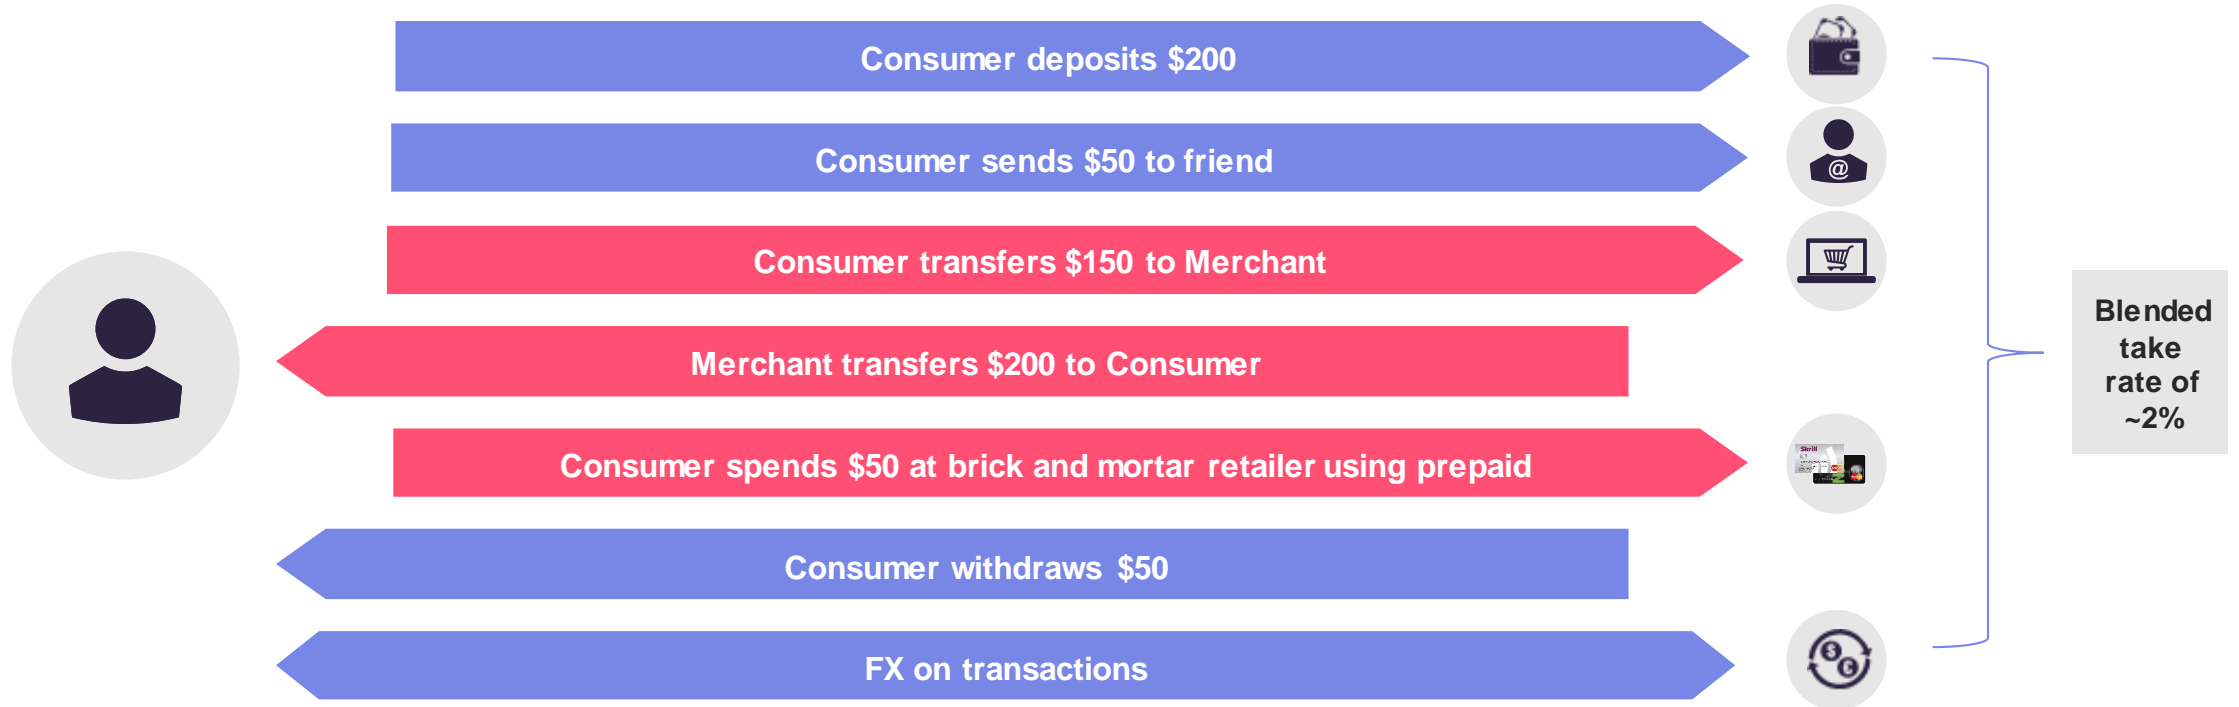 Consumer deposits $200
Consumer sends $50 to friend
@
Consumer transfers $150 to Merchant
Merchant transfers $200 to Consumer
Consumer spends $50 at brick and mortar retailer using prepaid
Skrill
Consumer withdraws $50
FX on transactions
$
€
Blended
take
rate of
~2%